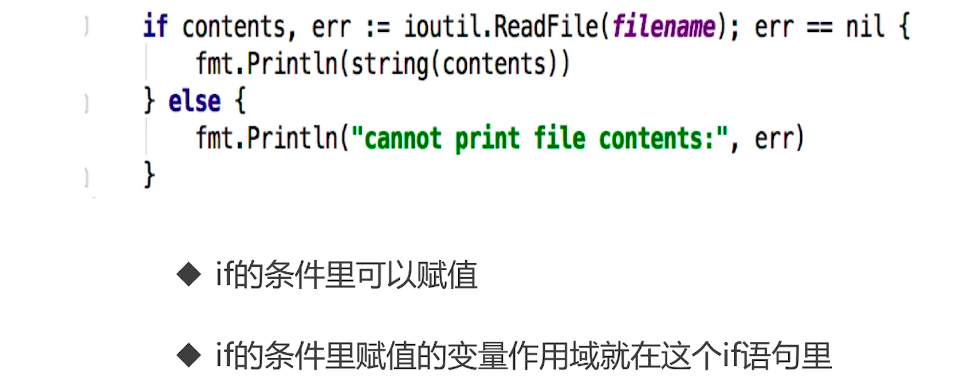 if contents, err := ioutil.ReadFile(filename); err == nil {
fmt.Println(string(contents))
} else {
fmt.Println("cannot print file contents:", err)
}
◆ if的条件里可以赋值
◆ if的条件里赋值的变量作用域就在这个if语句里